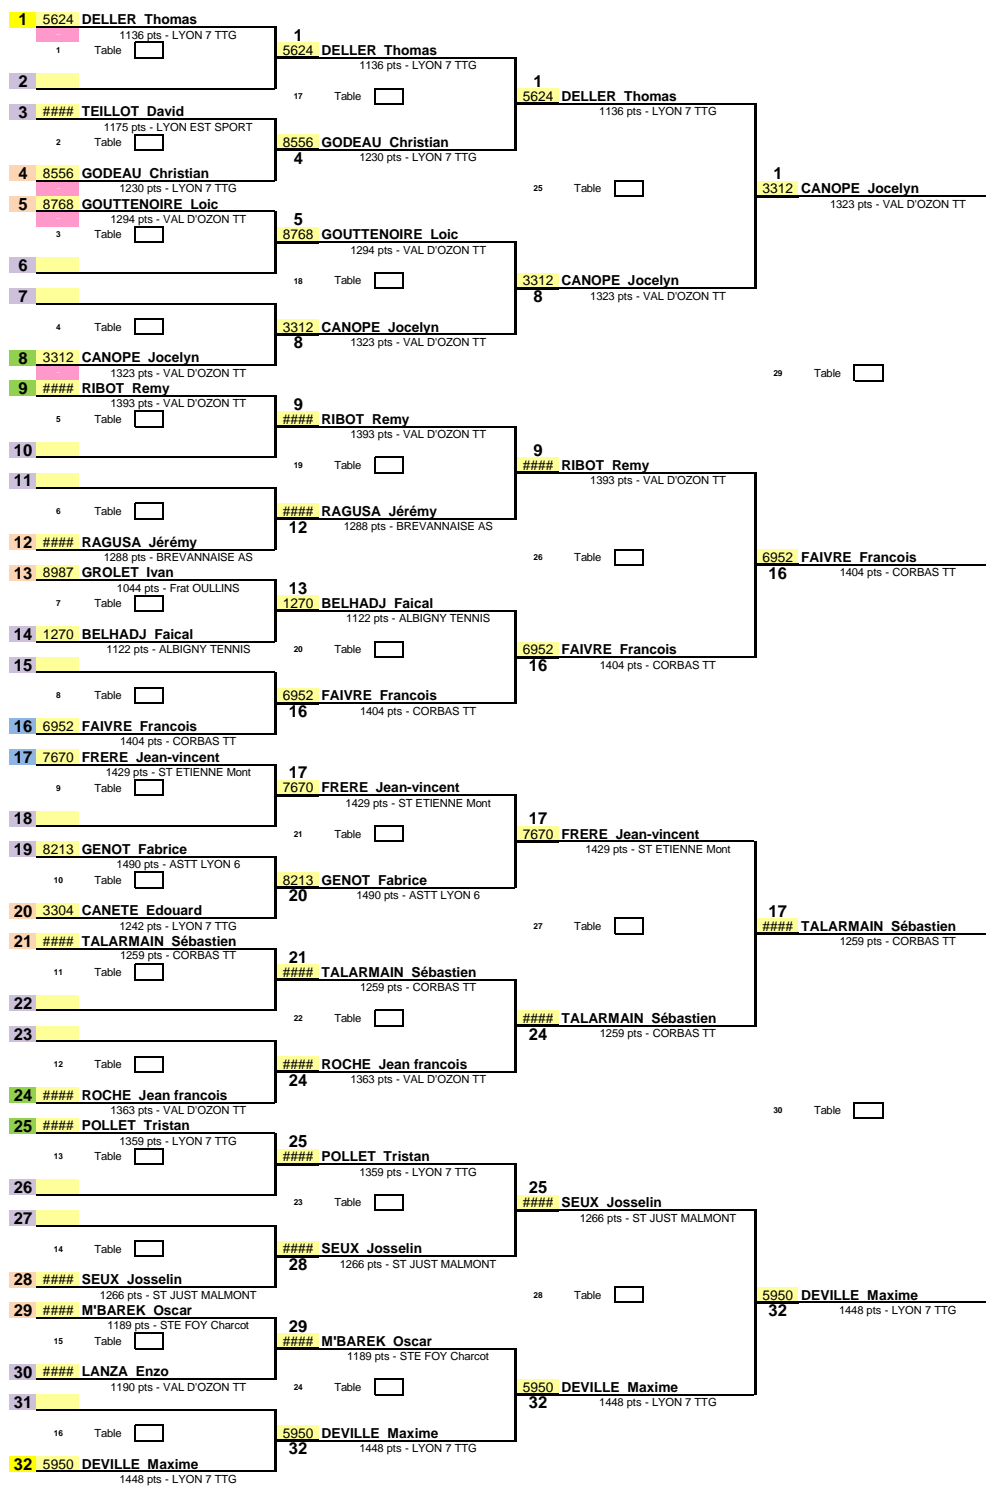 1 5624 DELLER Thomas
1136 pts - LYON 7 TTG
1 Table
2
3 #### TEILLOT David
1175 pts - LYON EST SPORT
2 Table
4 8556 GODEAU Christian
1230 pts - LYON 7 TTG
5 8768 GOUTTENOIRE Loic
1294 pts - VAL D'OZON TT
3 Table
6
7
4 Table
8 3312 CANOPE Jocelyn
1323 pts - VAL D'OZON TT
9 #### RIBOT Remy
1393 pts - VAL D'OZON TT
5 Table
10
11
6 Table
12 #### RAGUSA Jérémy
1288 pts - BREVANNAISE AS
13 8987 GROLET Ivan
1044 pts - Frat OULLINS
7 Table
14 1270 BELHADJ Faical
1122 pts - ALBIGNY TENNIS
15
8 Table
16 6952 FAIVRE Francois
1404 pts - CORBAS TT
17 7670 FRERE Jean-vincent
1429 pts - ST ETIENNE Mont
9 Table
18
19 8213 GENOT Fabrice
1490 pts - ASTT LYON 6
10 Table
20 3304 CANETE Edouard
1242 pts - LYON 7 TTG
21 #### TALARMAIN Sébastien
1259 pts - CORBAS TT
11 Table
22
23
12 Table
24 #### ROCHE Jean francois
1363 pts - VAL D'OZON TT
25 #### POLLET Tristan
1359 pts - LYON 7 TTG
13 Table
26
27
14 Table
28 #### SEUX Josselin
1266 pts - ST JUST MALMONT
29 #### M'BAREK Oscar
1189 pts - STE FOY Charcot
15 Table
30 #### LANZA Enzo
1190 pts - VAL D'OZON TT
31
16 Table
32 5950 DEVILLE Maxime
1448 pts - LYON 7 TTG
1
5624 DELLER Thomas
1136 pts - LYON 7 TTG
17 Table
8556 GODEAU Christian
4 1230 pts - LYON 7 TTG
5
8768 GOUTTENOIRE Loic
1294 pts - VAL D'OZON TT
18 Table
3312 CANOPE Jocelyn
8 1323 pts - VAL D'OZON TT
9
#### RIBOT Remy
1393 pts - VAL D'OZON TT
19 Table
#### RAGUSA Jérémy
12 1288 pts - BREVANNAISE AS
13
1270 BELHADJ Faical
1122 pts - ALBIGNY TENNIS
20 Table
6952 FAIVRE Francois
16 1404 pts - CORBAS TT
17
7670 FRERE Jean-vincent
1429 pts - ST ETIENNE Mont
21 Table
8213 GENOT Fabrice
20 1490 pts - ASTT LYON 6
21
#### TALARMAIN Sébastien
1259 pts - CORBAS TT
22 Table
#### ROCHE Jean francois
24 1363 pts - VAL D'OZON TT
25
#### POLLET Tristan
1359 pts - LYON 7 TTG
23 Table
#### SEUX Josselin
28 1266 pts - ST JUST MALMONT
29
#### M'BAREK Oscar
1189 pts - STE FOY Charcot
24 Table
5950 DEVILLE Maxime
32 1448 pts - LYON 7 TTG
1
5624 DELLER Thomas
1136 pts - LYON 7 TTG
25 Table
3312 CANOPE Jocelyn
8 1323 pts - VAL D'OZON TT
9
#### RIBOT Remy
1393 pts - VAL D'OZON TT
26 Table
6952 FAIVRE Francois
16 1404 pts - CORBAS TT
17
7670 FRERE Jean-vincent
1429 pts - ST ETIENNE Mont
27 Table
#### TALARMAIN Sébastien
24 1259 pts - CORBAS TT
25
#### SEUX Josselin
1266 pts - ST JUST MALMONT
28 Table
5950 DEVILLE Maxime
32 1448 pts - LYON 7 TTG
1
3312 CANOPE Jocelyn
1323 pts - VAL D'OZON TT
29 Table
6952 FAIVRE Francois
16 1404 pts - CORBAS TT
17
#### TALARMAIN Sébastien
1259 pts - CORBAS TT
30 Table
5950 DEVILLE Maxime
32 1448 pts - LYON 7 TTG